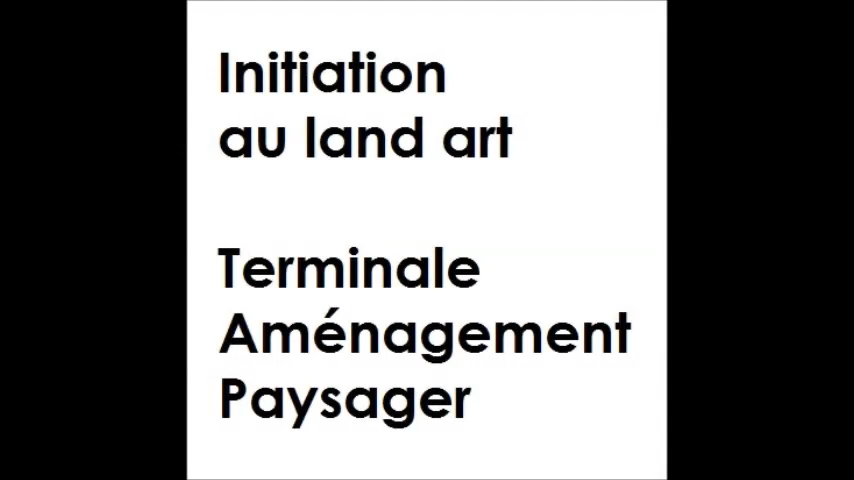 Initiation
au land art
Terminale
Aménagement
Paysager